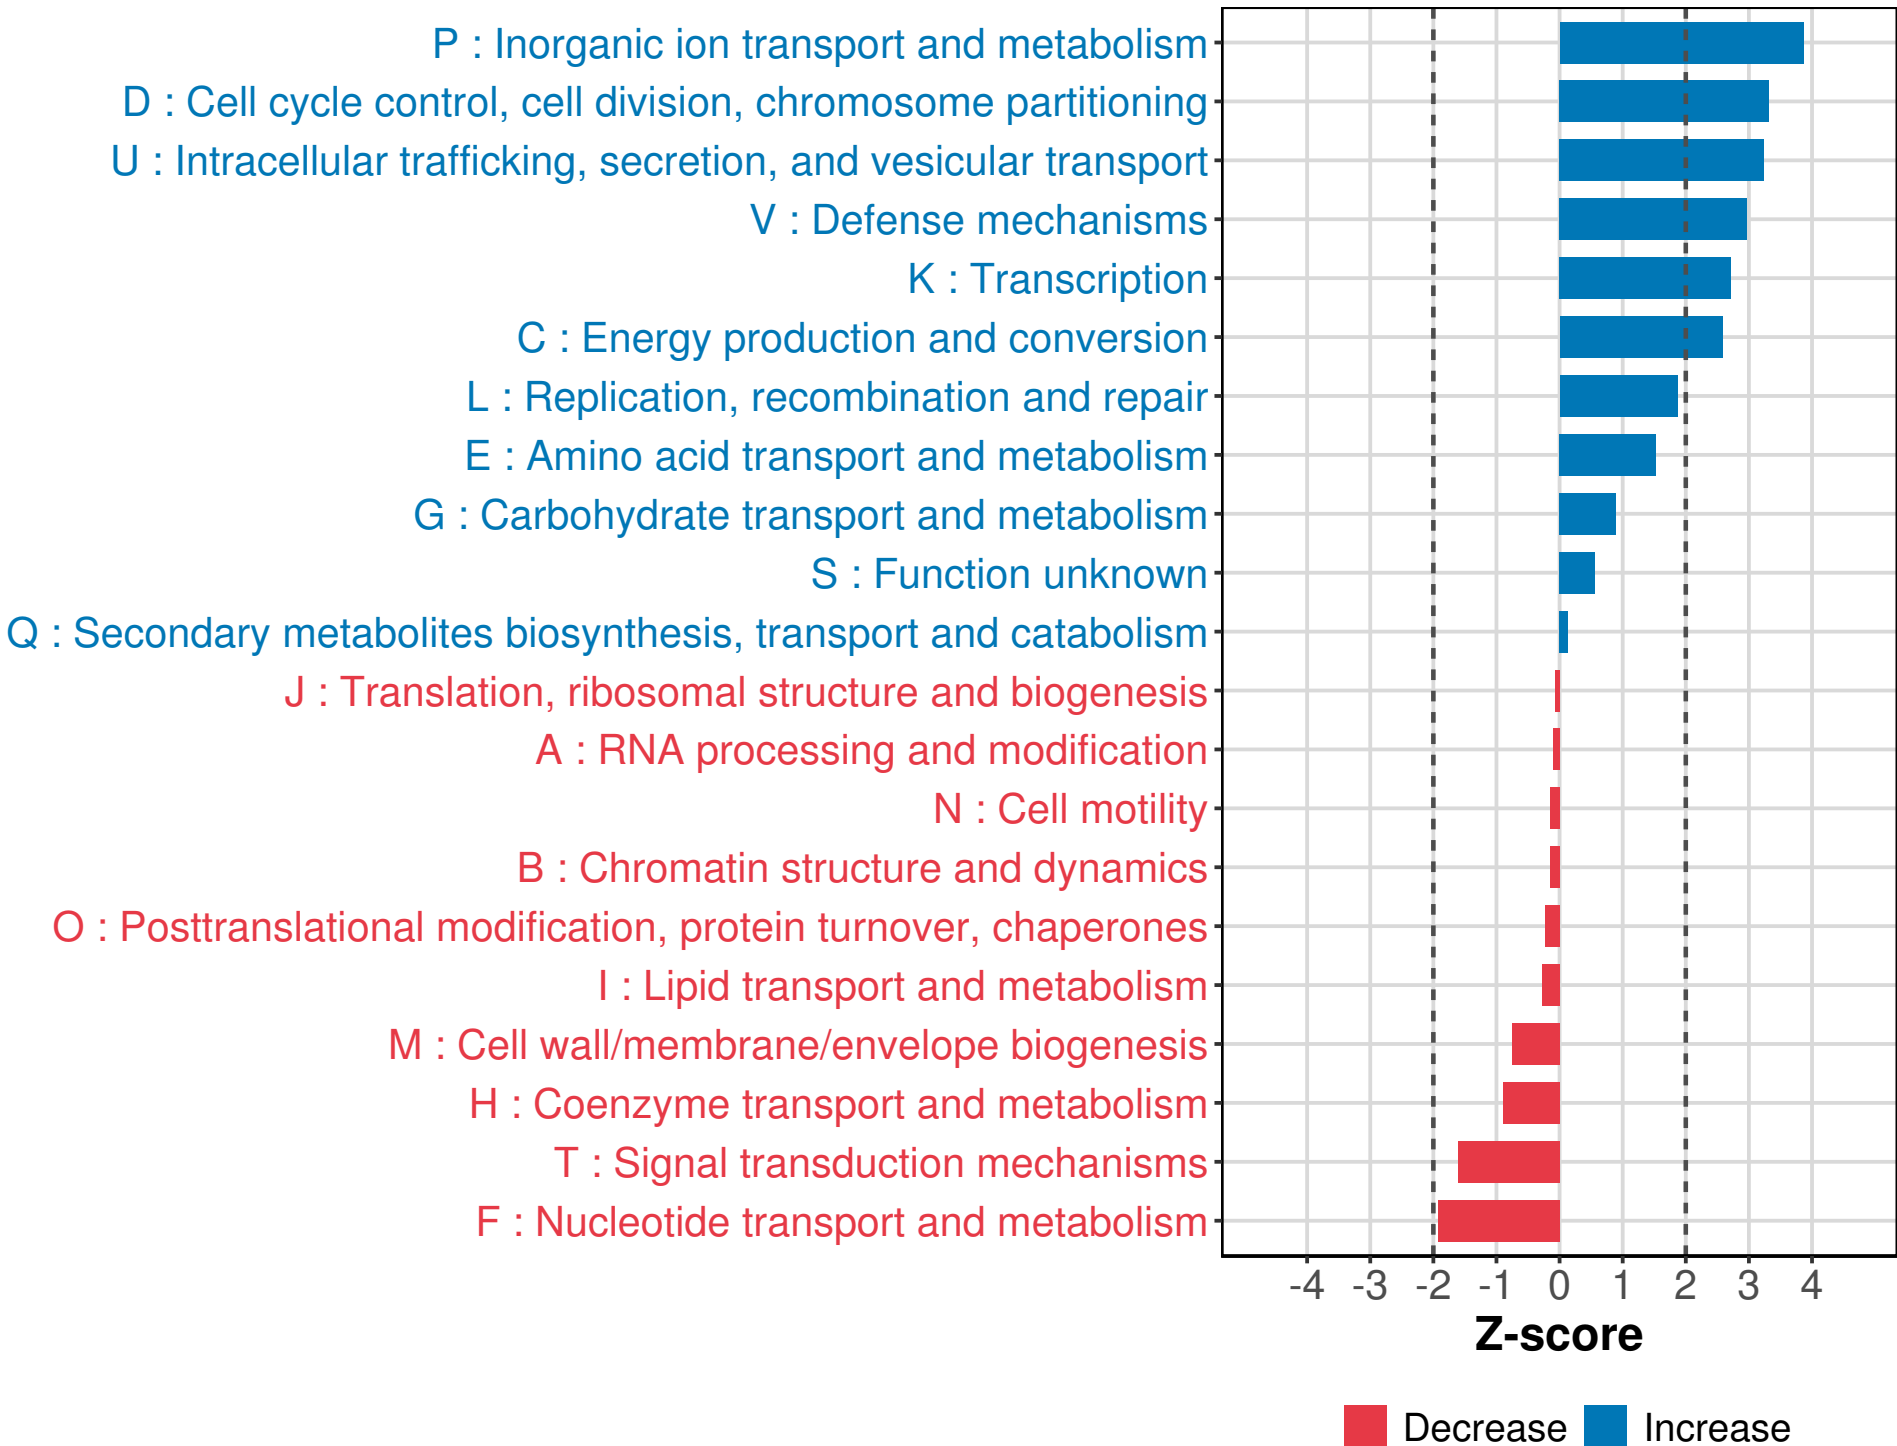 P : Inorganic ion transport and metabolism
D : Cell cycle control, cell division, chromosome partitioning
U : Intracellular trafficking, secretion, and vesicular transport
V : Defense mechanisms
K : Transcription
C : Energy production and conversion
L : Replication, recombination and repair
E : Amino acid transport and metabolism
G : Carbohydrate transport and metabolism
S : Function unknown
Q : Secondary metabolites biosynthesis, transport and catabolism
J : Translation, ribosomal structure and biogenesis
A : RNA processing and modification
N : Cell motility
B : Chromatin structure and dynamics
O : Posttranslational modification, protein turnover, chaperones
I : Lipid transport and metabolism
M : Cell wall/membrane/envelope biogenesis
H : Coenzyme transport and metabolism
T : Signal transduction mechanisms
F : Nucleotide transport and metabolism
-4 -3 -2 -1 0 1 2 3 4
Z-score
Decrease Increase